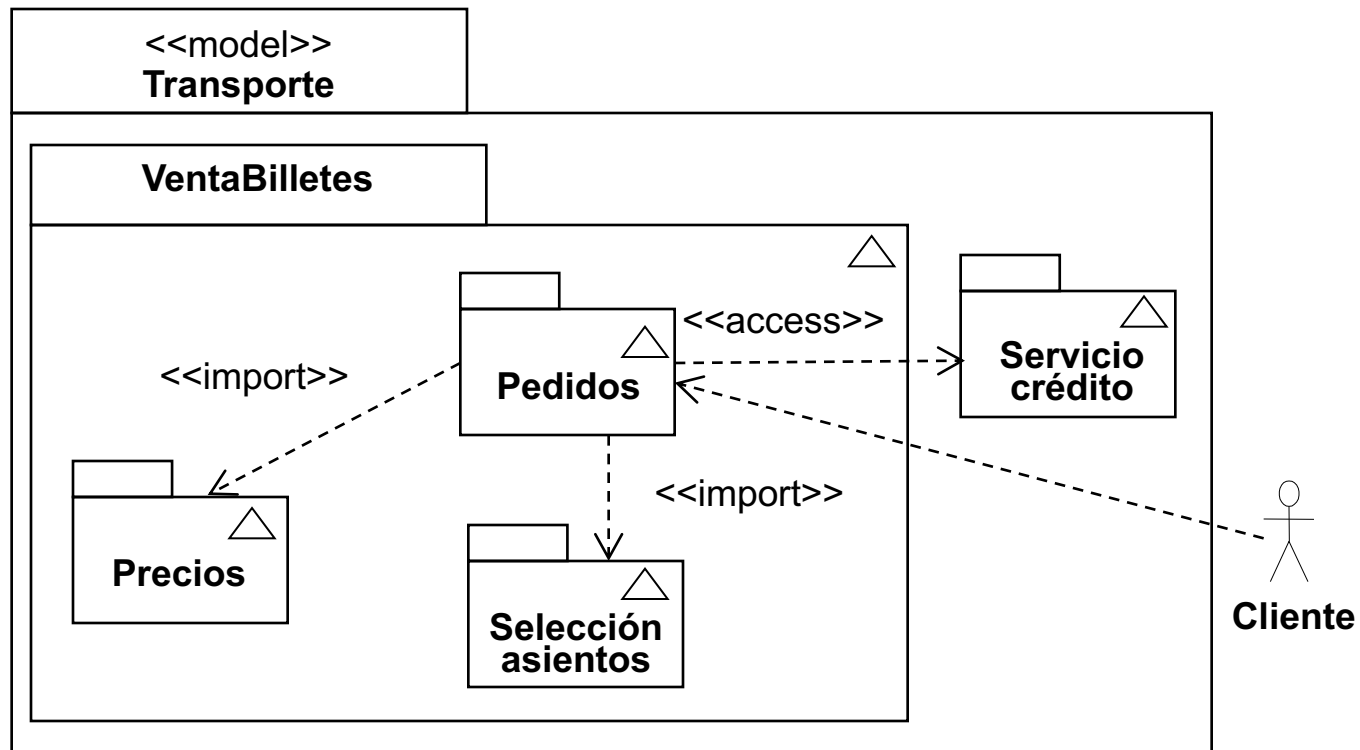 <<model>>
Transporte
VentaBilletes
<<access>>
<<import>>
Pedidos
Servicio
crédito
<<import>>
Precios
Selección
asientos
Cliente